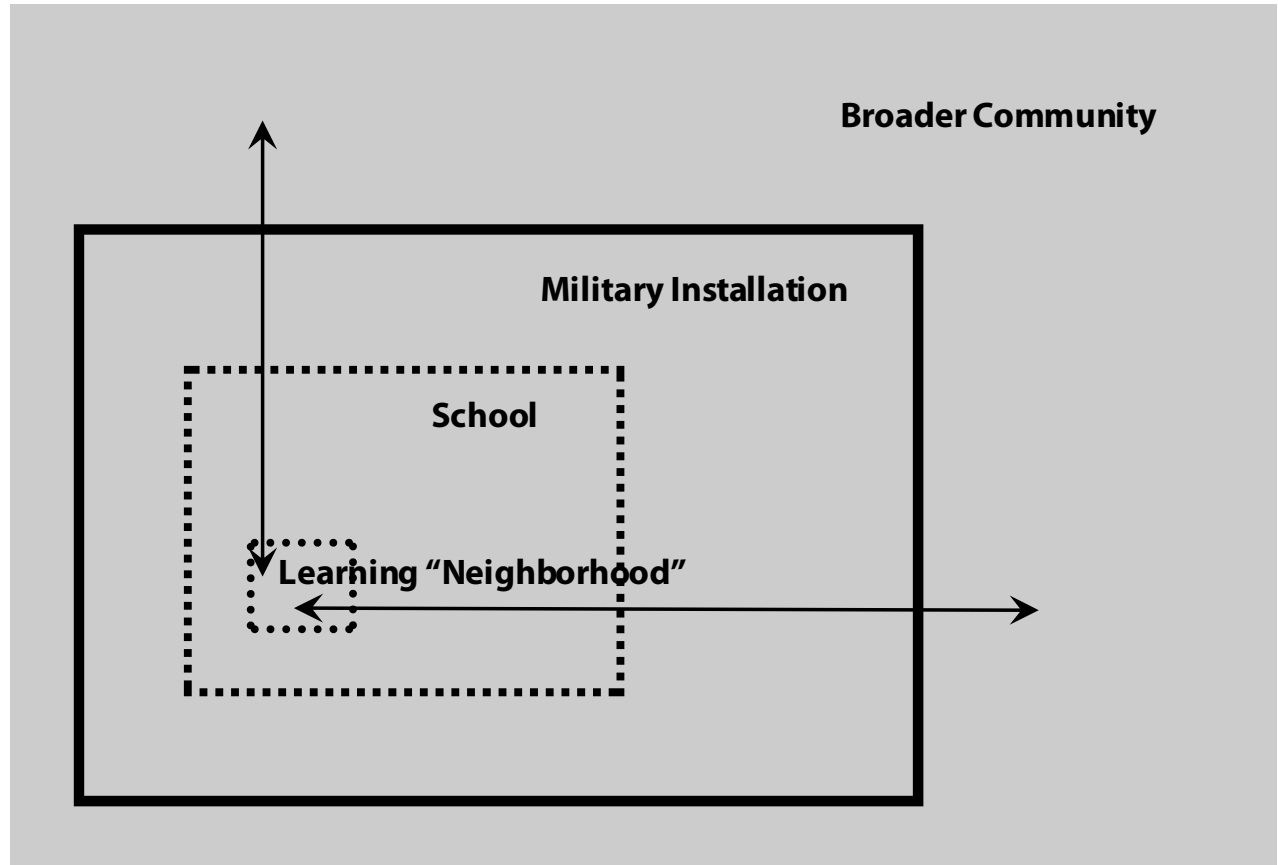 Broader Community
Military Installation
School
Learning “Neighborhood”